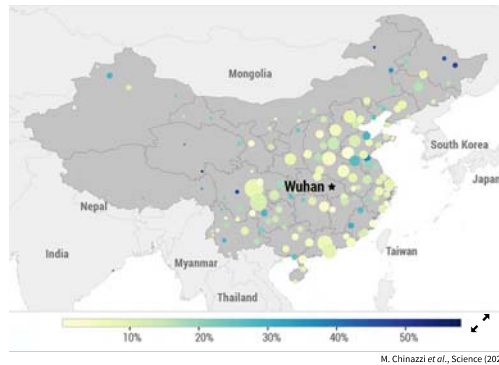 Mongolia
South Korea
Japan
Wuhan
Nepal
India
Taiwan
Myanmar
Thailand
10% 20% 30% 40% 50%
M. Chinazzi et al., Science (202